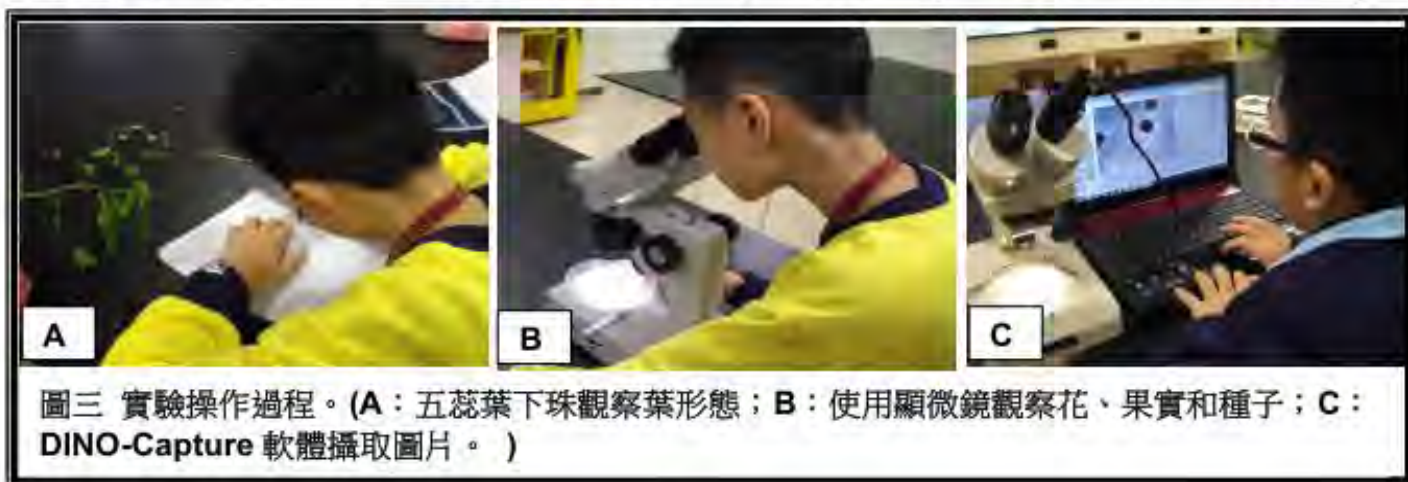 A
B
C
圖三 實驗操作過程。(A：五蕊葉下珠觀察葉形態；B：使用顯微鏡觀察花、果實和種子；C：
DINO-Capture 軟體攝取圖片。 )